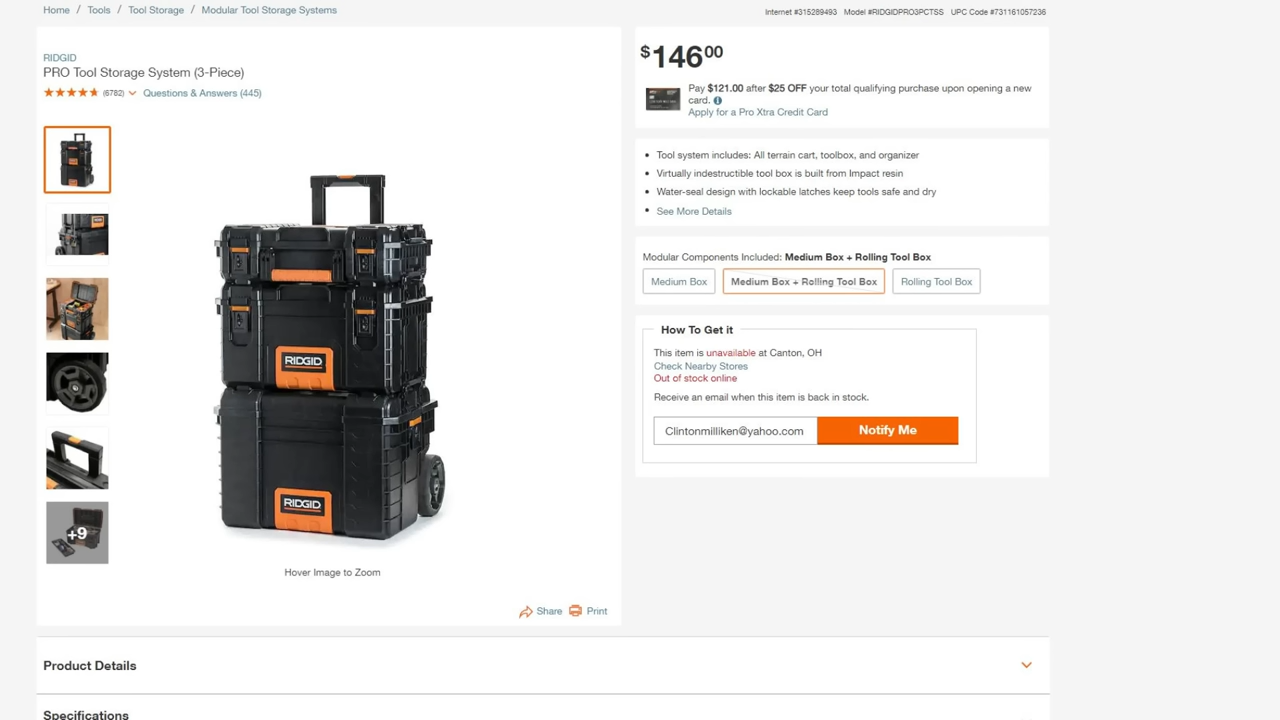 Home / Tools / Tool Storage / Modular Tool Storage Systems
Internet #315289493 Model #RIDGIDPRO3PCTSS UPC Code #731161057236
RIDGID
PRO Tool Storage System (3-Piece)
(6782) Questions & Answers (445)
RIDGID
RIDGID
+9
Hover Image to Zoom
Share Print
$146⁰⁰
Pay $121.00 after $25 OFF your total qualifying purchase upon opening a new
card.
Apply for a Pro Xtra Credit Card
• Tool system includes: All terrain cart, toolbox, and organizer
• Virtually indestructible tool box is built from Impact resin
• Water-seal design with lockable latches keep tools safe and dry
• See More Details
Modular Components Included: Medium Box + Rolling Tool Box
Medium Box Medium Box + Rolling Tool Box Rolling Tool Box
How To Get it
This item is unavailable at Canton, OH
Check Nearby Stores
Out of stock online
Receive an email when this item is back in stock.
Clintonmilliken@yahoo.com Notify Me
Product Details
Specifications